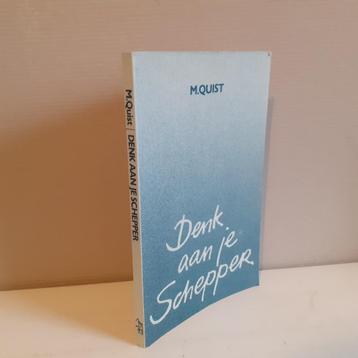 M.Quist | DENK AAN JE SCHEPPER
M.QUIST
Denk
aan je
Schepper